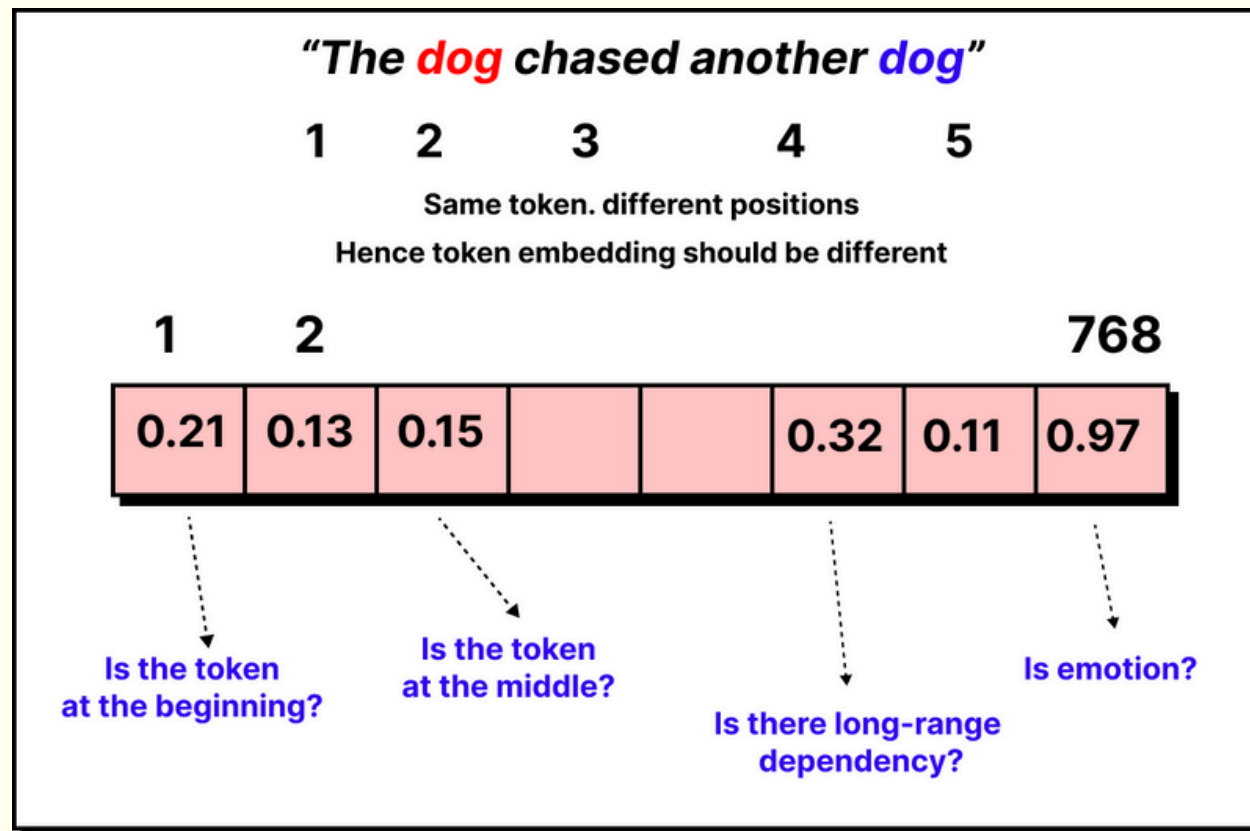 “The dog chased another dog”
1 2 3 4 5
Same token. different positions
Hence token embedding should be different
1 2 768
0.21 0.13 0.15 0.32 0.11 0.97
Is the token
at the beginning?
Is the token
at the middle?
Is there long-range
dependency?
Is emotion?